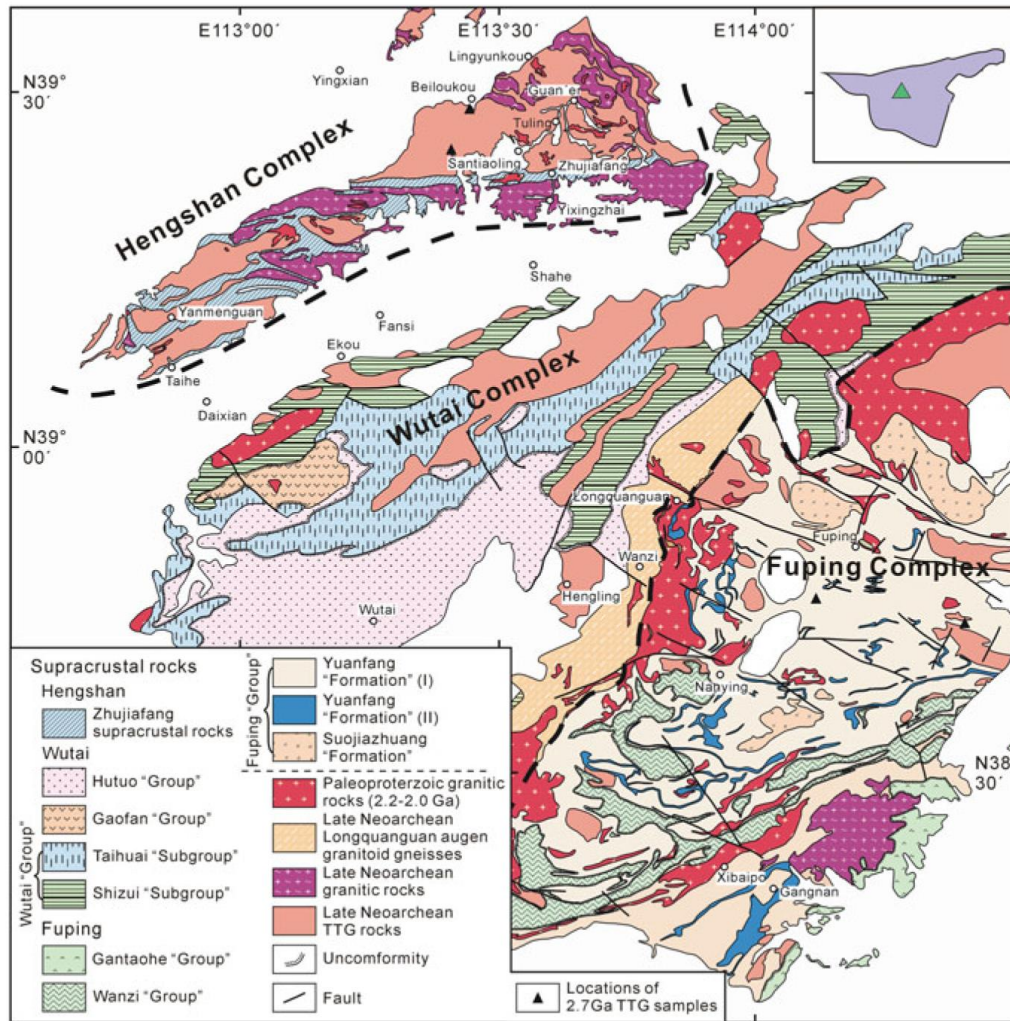 E113°00´
E113°30´
E114°00´
N39°
30´
Lingyunkou
Yingxian
Beiloukou
Guan´er
Tuling
Santiaoling
Zhujiafang
Yixingzhai
Hengshan Complex
Shahe
Yanmenguan
Fansi
Ekou
Taihe
Daixian
Wutai Complex
N39°
00´
Longquanguan
Fuping
Wanzi
Fuping Complex
Hengling
Wutai
Nanying
N38°
30´
Xibaipo
Gangnan
Supracrustal rocks
Hengshan
Zhujiafang
supracrustal rocks
Wutai
Hutuo “Group”
Gaofan “Group”
Wutai “Group”
Taihuai “Subgroup”
Shizui “Subgroup”
Fuping
Gantaohe “Group”
Wanzi “Group”
Fuping “Group”
Yuanfang
“Formation” (I)
Yuanfang
“Formation” (II)
Suojiazhuang
“Formation”
Paleoproterzoic granitic
rocks (2.2-2.0 Ga)
Late Neoarchean
Longquanguan augen
granitoid gneisses
Late Neoarchean
granitic rocks
Late Neoarchean
TTG rocks
Uncomformity
Fault
Locations of
2.7Ga TTG samples